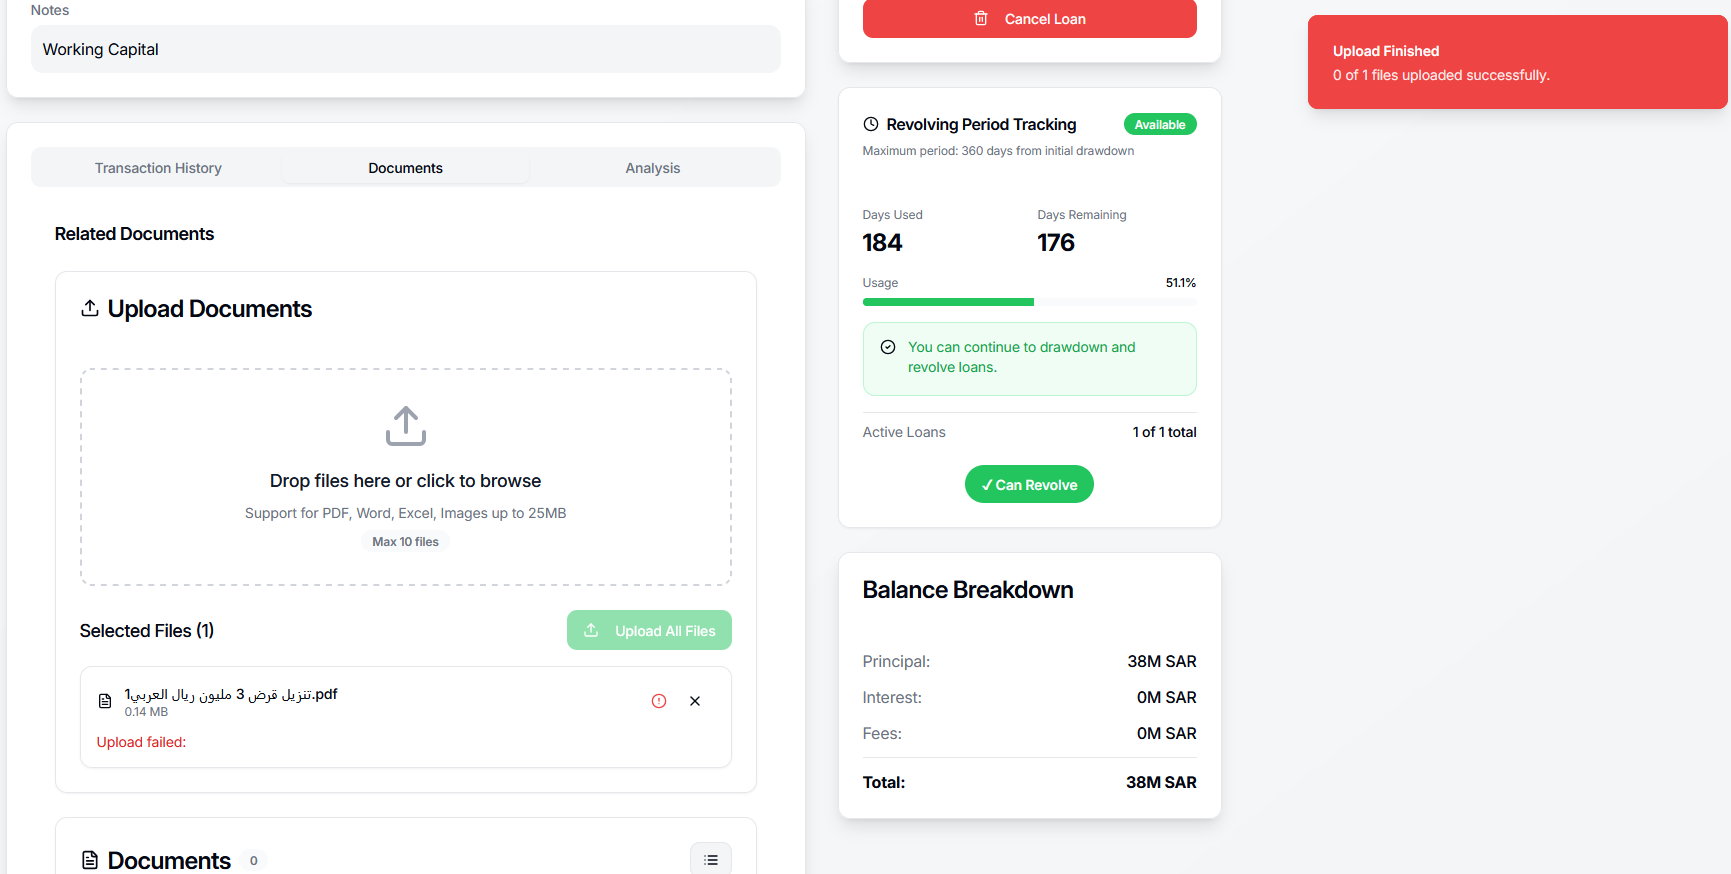 Notes
Working Capital
Transaction History
Documents
Analysis
Related Documents
Upload Documents
Drop files here or click to browse
Support for PDF, Word, Excel, Images up to 25MB
Max 10 files
Selected Files (1)
Upload All Files
تنزيل قرض 3 مليون ريال العربي1.pdf
0.14 MB
Upload failed:
Documents 0
Cancel Loan
Revolving Period Tracking
Available
Maximum period: 360 days from initial drawdown
Days Used
Days Remaining
184
176
Usage
51.1%
You can continue to drawdown and
revolve loans.
Active Loans
1 of 1 total
✓ Can Revolve
Balance Breakdown
Principal: 38M SAR
Interest: 0M SAR
Fees: 0M SAR
Total: 38M SAR
Upload Finished
0 of 1 files uploaded successfully.